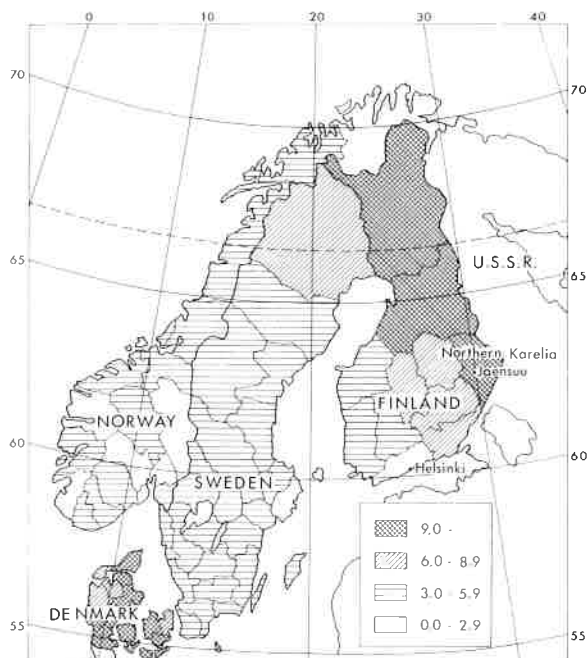 0 10 20 30 40
70 70
65 65
60 60
55 55
U.S.S.R.
Northern Karelia
Jaensuu
FINLAND
NORWAY
Helsinki
SWEDEN
DENMARK
9.0 -
6.0 - 8.9
3.0 - 5.9
0.0 - 2.9